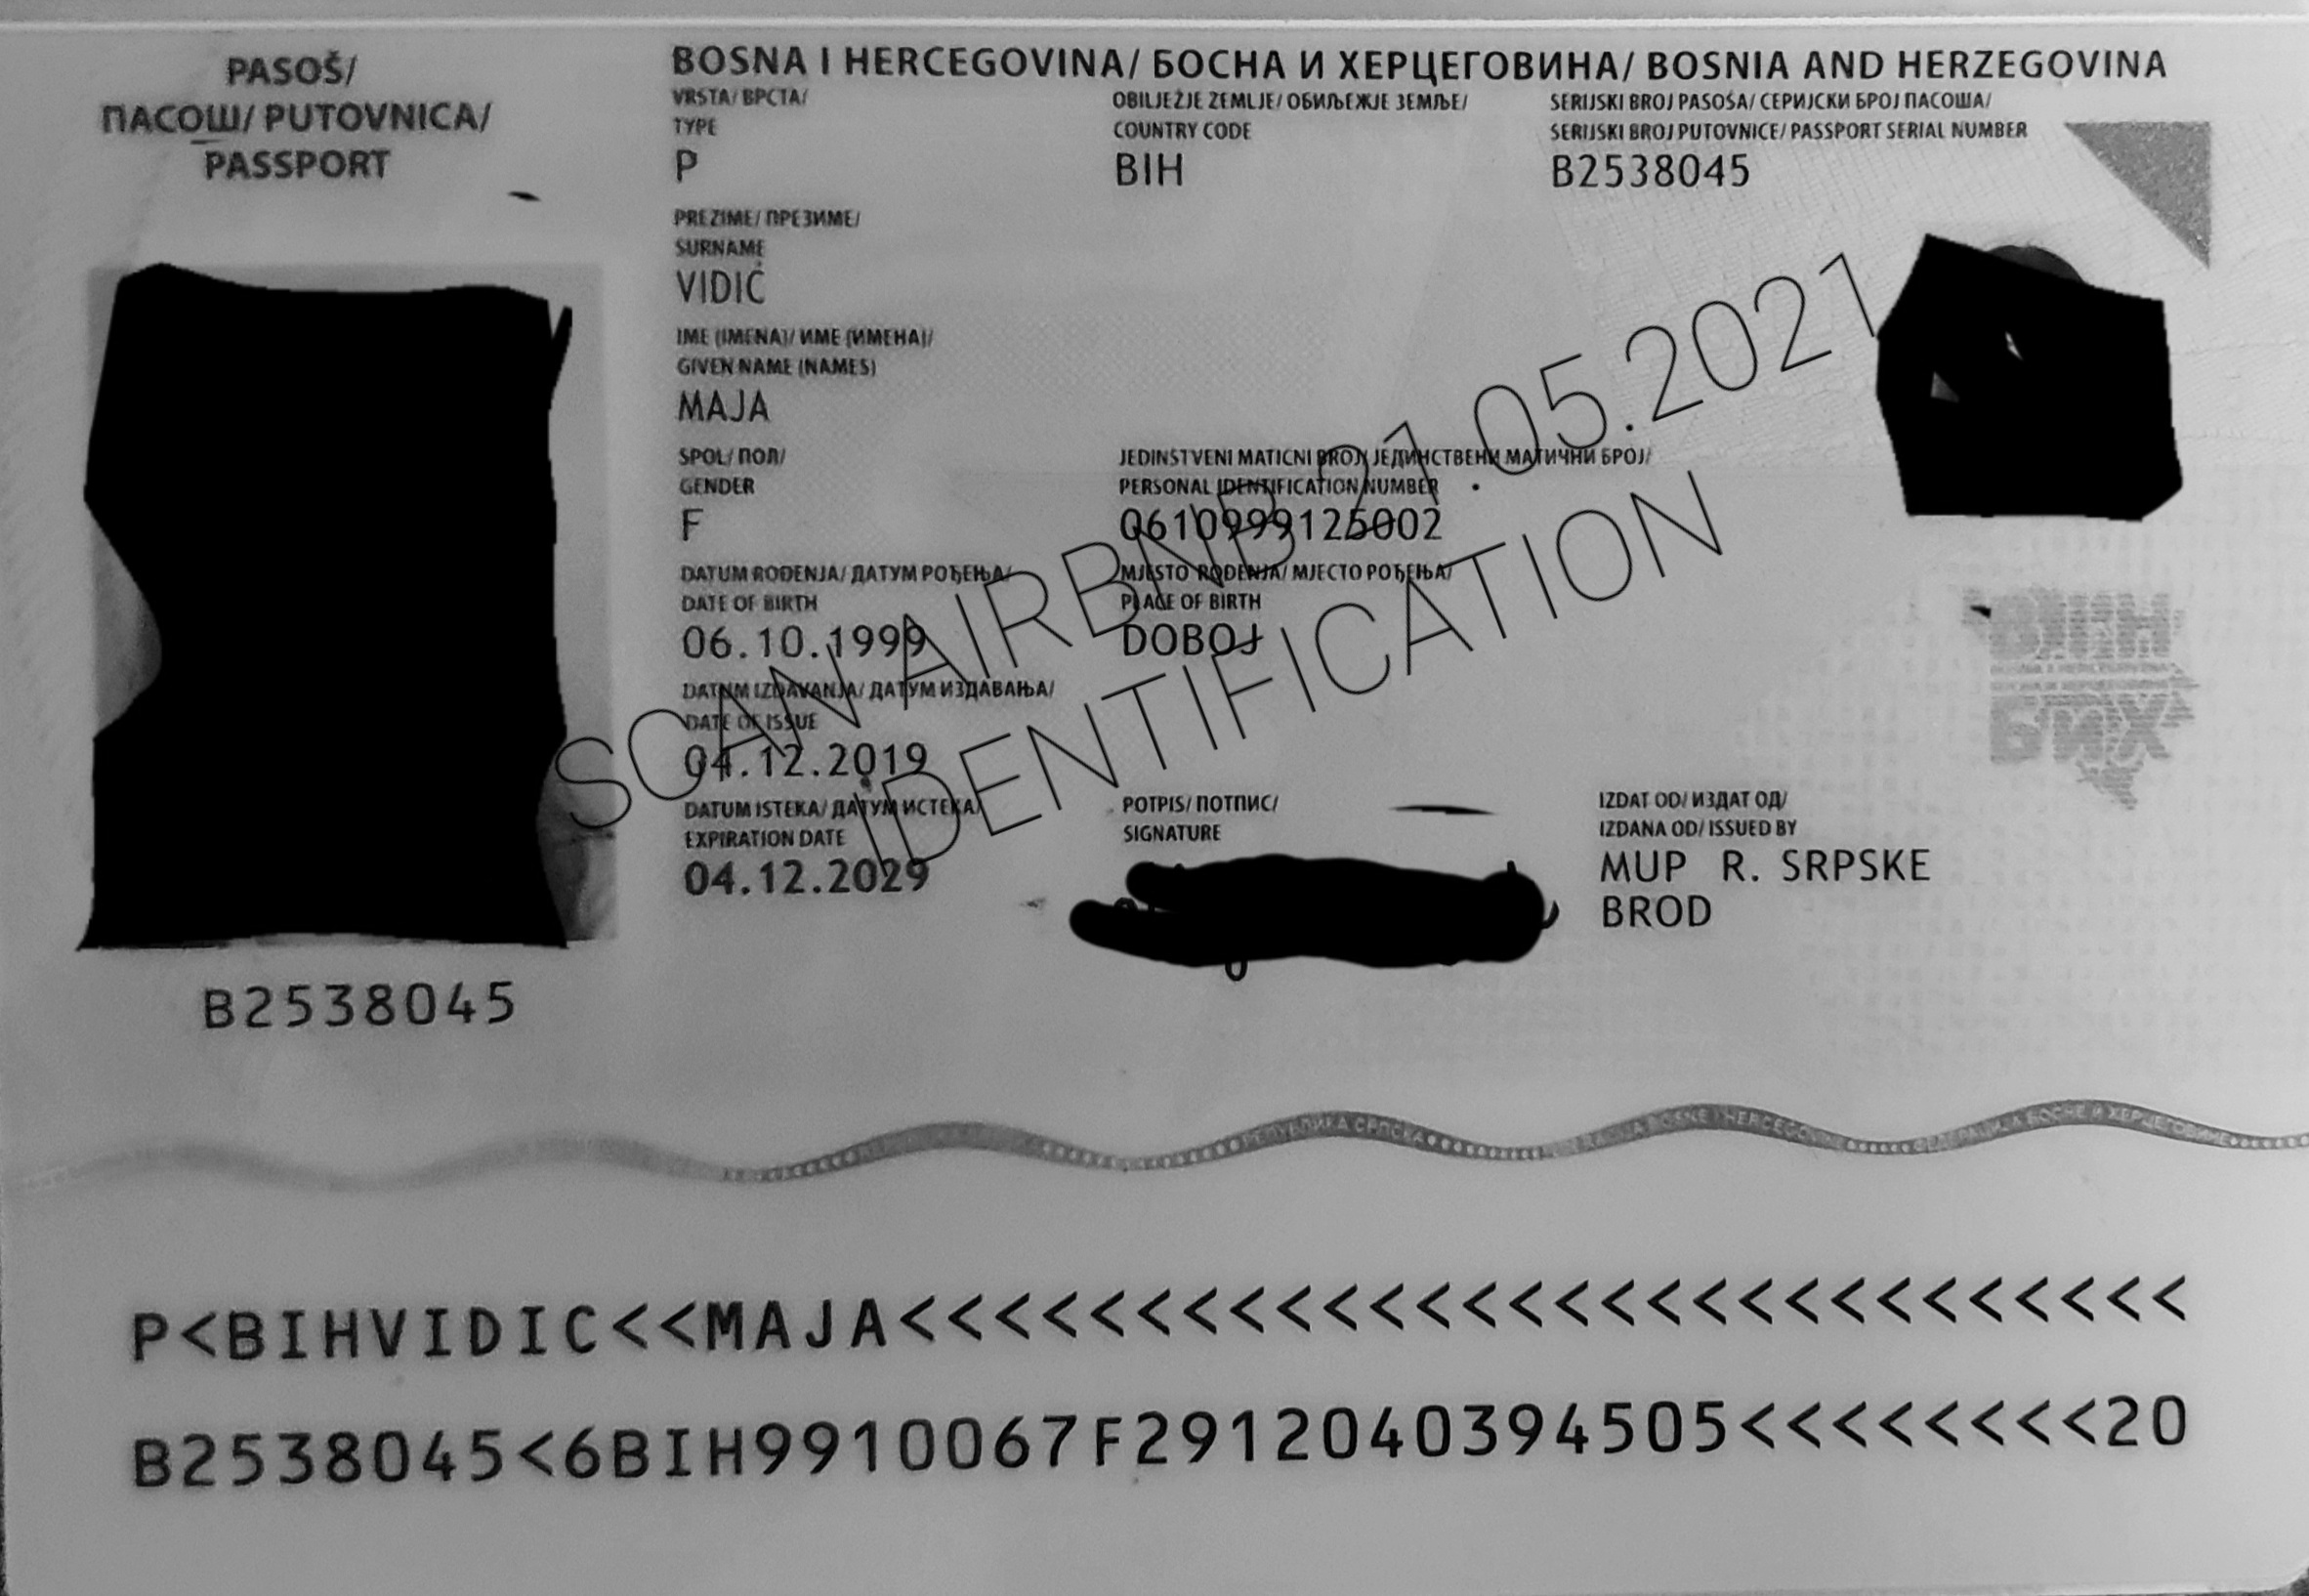 PASOŠ/
ПАСОШ/ PUTOVNICA/
PASSPORT
BOSNA I HERCEGOVINA/ БОСНА И ХЕРЦЕГОВИНА/ BOSNIA AND HERZEGOVINA
VRSTA/ ВРСТА/
TYPE
P
OBILJEŽJE ZEMLJE/ ОБИЉЕЖЈЕ ЗЕМЉЕ/
COUNTRY CODE
BIH
SERIJSKI BROJ PASOŠA/ СЕРИЈСКИ БРОЈ ПАСОША/
SERIJSKI BROJ PUTOVNICE/ PASSPORT SERIAL NUMBER
B2538045
PREZIME/ ПРЕЗИМЕ/
SURNAME
VIDIĆ
IME (IMENA)/ ИМЕ (ИМЕНА)/
GIVEN NAME (NAMES)
MAJA
SPOL/ ПОЛ/
GENDER
F
JEDINSTVENI MATICNI BROJ/ ЈЕДИНСТВЕНИ МАТИЧНИ БРОЈ/
PERSONAL IDENTIFICATION NUMBER
0610999125002
DATUM ROĐENJA/ ДАТУМ РОЂЕЊА/
DATE OF BIRTH
06.10.1999
MJESTO ROĐENJA/ МЈЕСТО РОЂЕЊА/
PLACE OF BIRTH
DOBOJ
DATUM IZDAVANJA/ ДАТУМ ИЗДАВАЊА/
DATE OF ISSUE
04.12.2019
DATUM ISTEKA/ ДАТУМ ИСТЕКА/
EXPIRATION DATE
04.12.2029
POTPIS/ ПОТПИС/
SIGNATURE
IZDAT OD/ ИЗДАТ ОД/
IZDANA OD/ ISSUED BY
MUP R. SRPSKE
BROD
SCAN AIRBNB 21.05.2021
IDENTIFICATION
BIH
БИХ
B2538045
РЕПУБЛИКА СРПСКА
P<BIHVIDIC<<MAJA<<<<<<<<<<<<<<<<<<<<<<<<<<<<
B2538045<6BIH9910067F2912040394505<<<<<<<<20